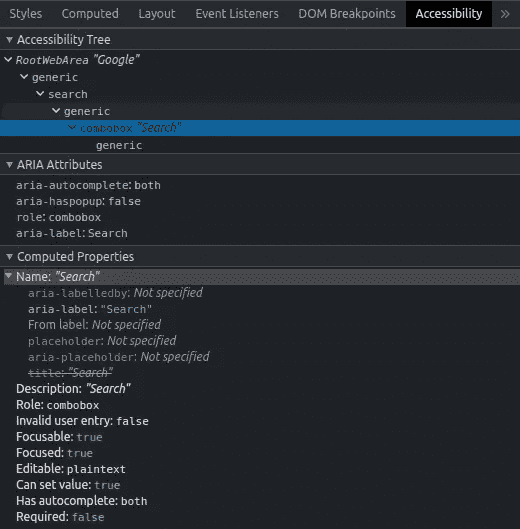 Styles Computed Layout Event Listeners DOM Breakpoints Accessibility »
Accessibility Tree
RootWebArea "Google"
generic
search
generic
combobox "Search"
generic
ARIA Attributes
aria-autocomplete: both
aria-haspopup: false
role: combobox
aria-label: Search
Computed Properties
Name: "Search"
aria-labelledby: Not specified
aria-label: "Search"
From label: Not specified
placeholder: Not specified
aria-placeholder: Not specified
title: "Search"
Description: "Search"
Role: combobox
Invalid user entry: false
Focusable: true
Focused: true
Editable: plaintext
Can set value: true
Has autocomplete: both
Required: false